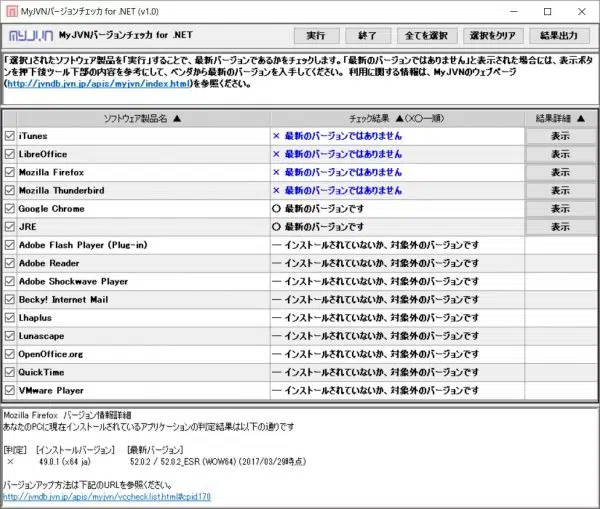 MyJVNバージョンチェッカ for .NET (v1.0)
MYJVN MyJVNバージョンチェッカ for .NET 実行 終了 全てを選択 選択をクリア 結果出力
「選択」されたソフトウェア製品を「実行」することで、最新バージョンであるかをチェックします。「最新のバージョンではありません」と表示された場合には、表示ボタ
ンを押下後ツール下部の内容を参考にして、ベンダから最新のバージョンを入手してください。 利用に関する情報は、MyJVNのウェブページ
(http://jvndb.jvn.jp/apis/myjvn/index.html)を参照ください。
ソフトウェア製品名 ▲ チェック結果 ▲(×〇ー順) 結果詳細 ▲
iTunes × 最新のバージョンではありません 表示
LibreOffice × 最新のバージョンではありません 表示
Mozilla Firefox × 最新のバージョンではありません 表示
Mozilla Thunderbird × 最新のバージョンではありません 表示
Google Chrome 〇 最新のバージョンです 表示
JRE 〇 最新のバージョンです 表示
Adobe Flash Player (Plug-in) ー インストールされていないか、対象外のバージョンです
Adobe Reader ー インストールされていないか、対象外のバージョンです
Adobe Shockwave Player ー インストールされていないか、対象外のバージョンです
Becky! Internet Mail ー インストールされていないか、対象外のバージョンです
Lhaplus ー インストールされていないか、対象外のバージョンです
Lunascape ー インストールされていないか、対象外のバージョンです
OpenOffice.org ー インストールされていないか、対象外のバージョンです
QuickTime ー インストールされていないか、対象外のバージョンです
VMware Player ー インストールされていないか、対象外のバージョンです
Mozilla Firefox バージョン情報詳細
あなたのPCに現在インストールされているアプリケーションの判定結果は以下の通りです
[判定] [インストールバージョン] [最新バージョン]
× 49.0.1 (x64 ja) 52.0.2 / 52.0.2_ESR (WOW64) (2017/03/29時点)
バージョンアップ方法は下記のURLを参照ください。
http://jvndb.jvn.jp/apis/myjvn/vcchecklist.html#cpid170